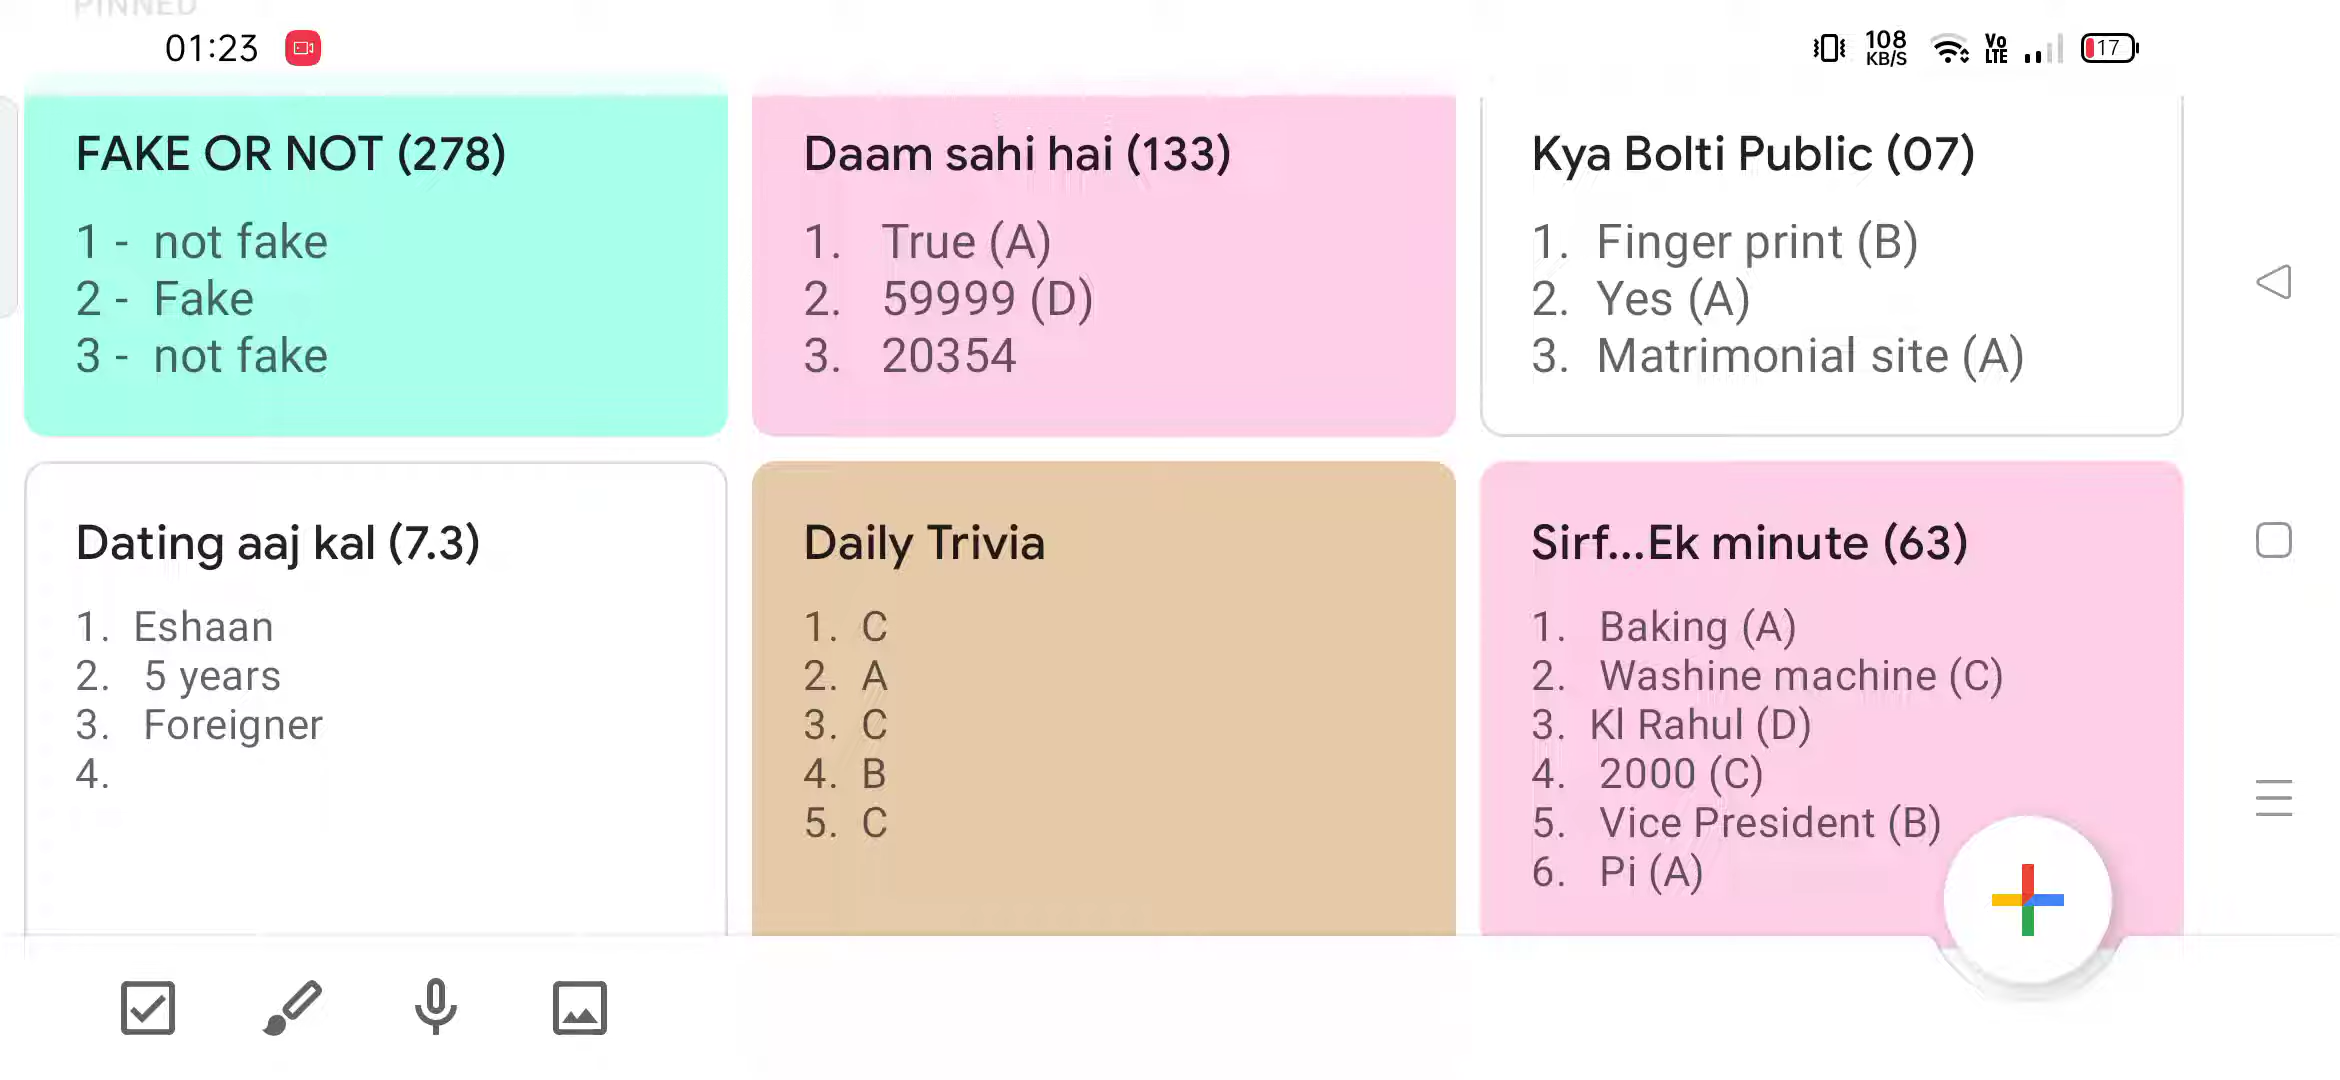 PINNED
01:23
108
KB/S
Vo
LTE
17
FAKE OR NOT (278)
1 - not fake
2 - Fake
3 - not fake
Daam sahi hai (133)
1. True (A)
2. 59999 (D)
3. 20354
Kya Bolti Public (07)
1. Finger print (B)
2. Yes (A)
3. Matrimonial site (A)
Dating aaj kal (7.3)
1. Eshaan
2. 5 years
3. Foreigner
4.
Daily Trivia
1. C
2. A
3. C
4. B
5. C
Sirf...Ek minute (63)
1. Baking (A)
2. Washine machine (C)
3. Kl Rahul (D)
4. 2000 (C)
5. Vice President (B)
6. Pi (A)